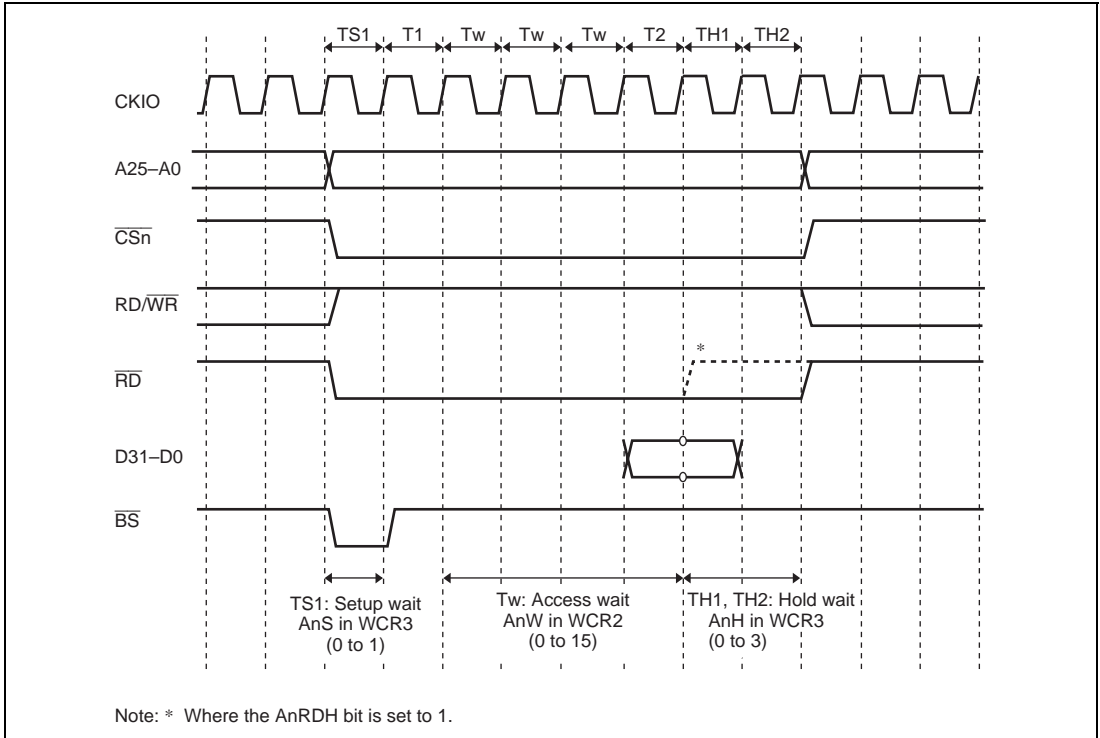 TS1 T1 Tw Tw Tw T2 TH1 TH2
CKIO
A25–A0
CSn
RD/WR
*
RD
D31–D0
BS
TS1: Setup wait
AnS in WCR3
(0 to 1)
Tw: Access wait
AnW in WCR2
(0 to 15)
TH1, TH2: Hold wait
AnH in WCR3
(0 to 3)
Note: * Where the AnRDH bit is set to 1.